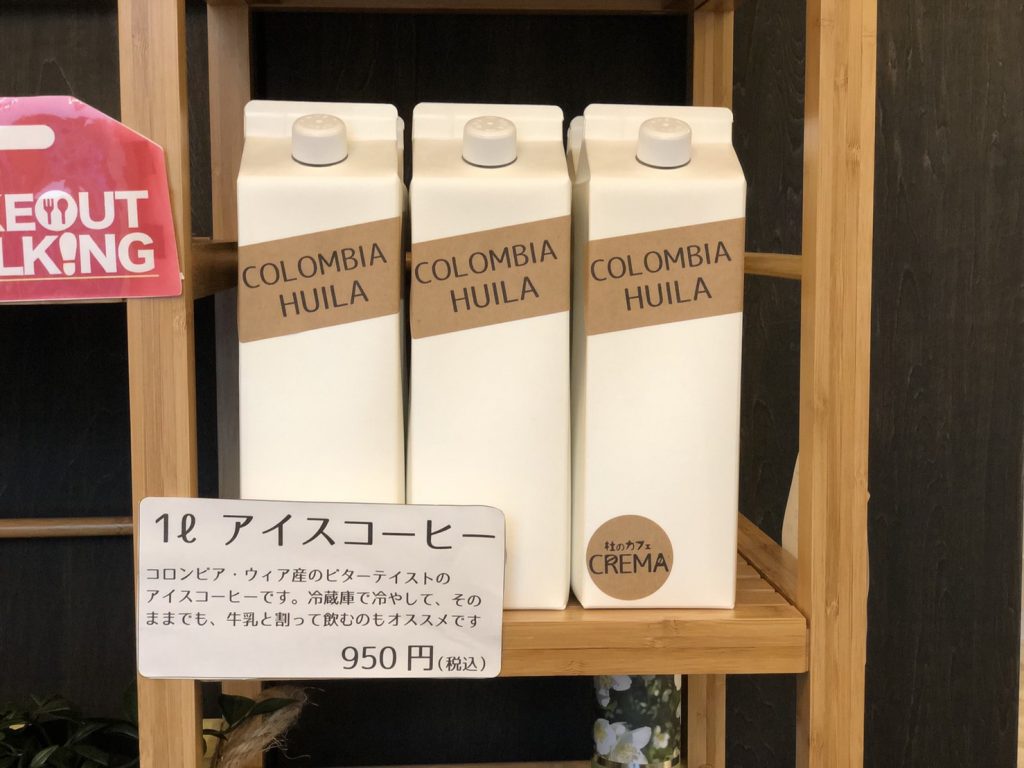 KEOUT
LK!NG
COLOMBIA
HUILA
COLOMBIA
HUILA
COLOMBIA
HUILA
杜のカフェ
CREMA
1ℓ アイスコーヒー
コロンビア・ウィア産のビターテイストの
アイスコーヒーです。冷蔵庫で冷やして、その
ままでも、牛乳と割って飲むのもオススメです
950円(税込)